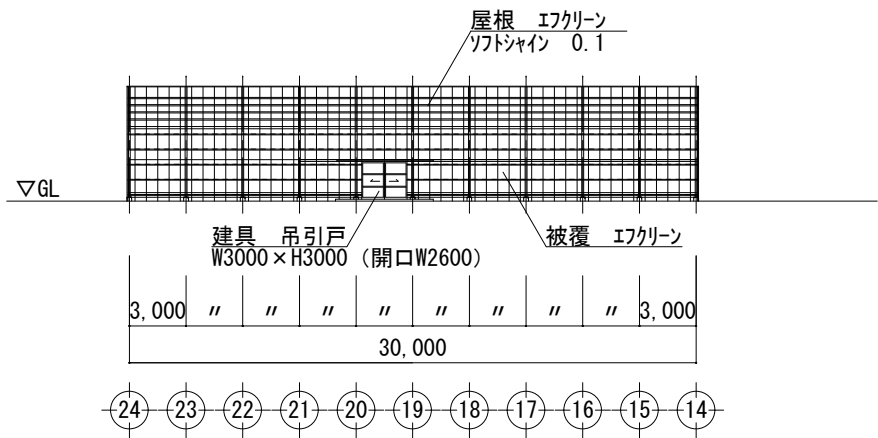 屋根　ｴﾌｸﾘｰﾝ
ｿﾌﾄｼｬｲﾝ　0.1
▽GL
建具　吊引戸
W3000×H3000（開口W2600）
被覆　ｴﾌｸﾘｰﾝ
3,000 〃 〃 〃 〃 〃 〃 〃 〃 3,000
30,000
24 23 22 21 20 19 18 17 16 15 14